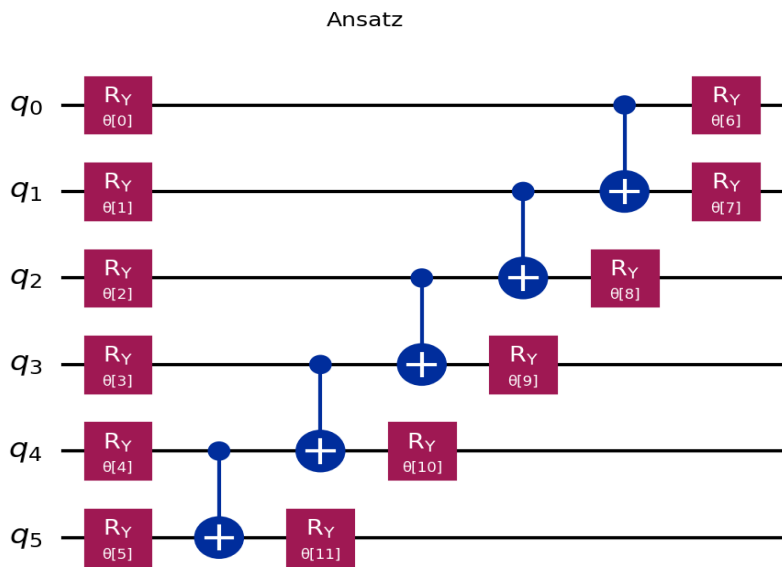 Ansatz
q0 RY θ[0] RY θ[6]
q1 RY θ[1] RY θ[7]
q2 RY θ[2] RY θ[8]
q3 RY θ[3] RY θ[9]
q4 RY θ[4] RY θ[10]
q5 RY θ[5] RY θ[11]